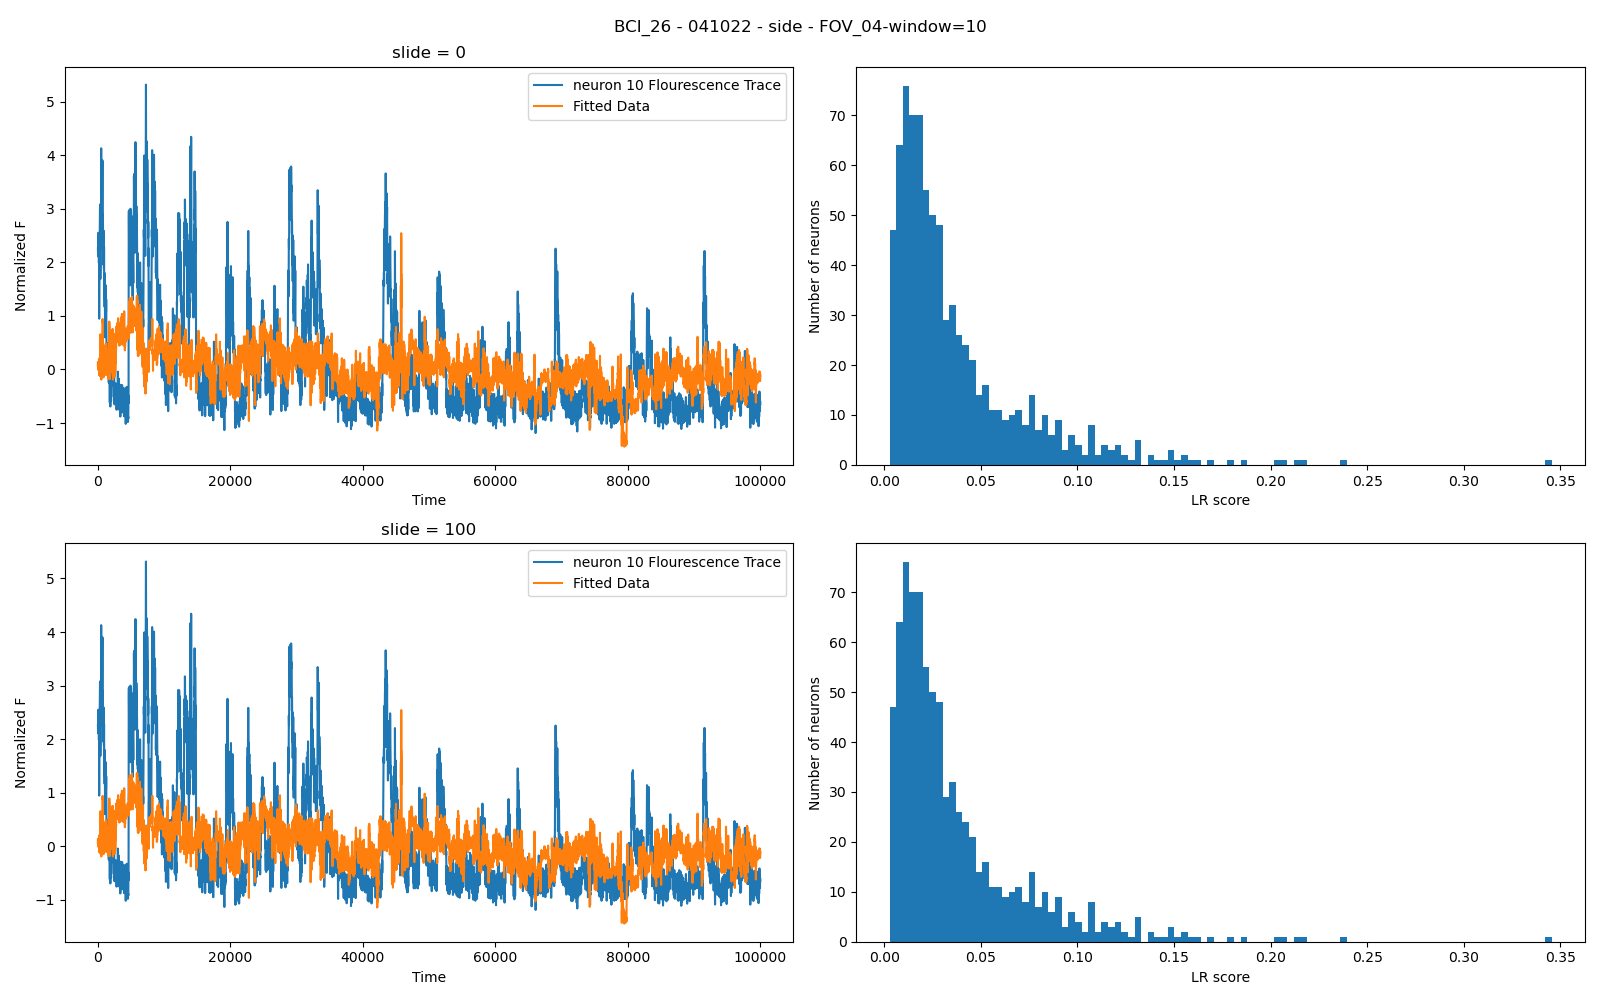 BCI_26 - 041022 - side - FOV_04-window=10
slide = 0
neuron 10 Flourescence Trace
Fitted Data
Normalized F
5
4
3
2
1
0
−1
0 20000 40000 60000 80000 100000
Time
Number of neurons
70
60
50
40
30
20
10
0
0.00 0.05 0.10 0.15 0.20 0.25 0.30 0.35
LR score
slide = 100
neuron 10 Flourescence Trace
Fitted Data
Normalized F
5
4
3
2
1
0
−1
0 20000 40000 60000 80000 100000
Time
Number of neurons
70
60
50
40
30
20
10
0
0.00 0.05 0.10 0.15 0.20 0.25 0.30 0.35
LR score